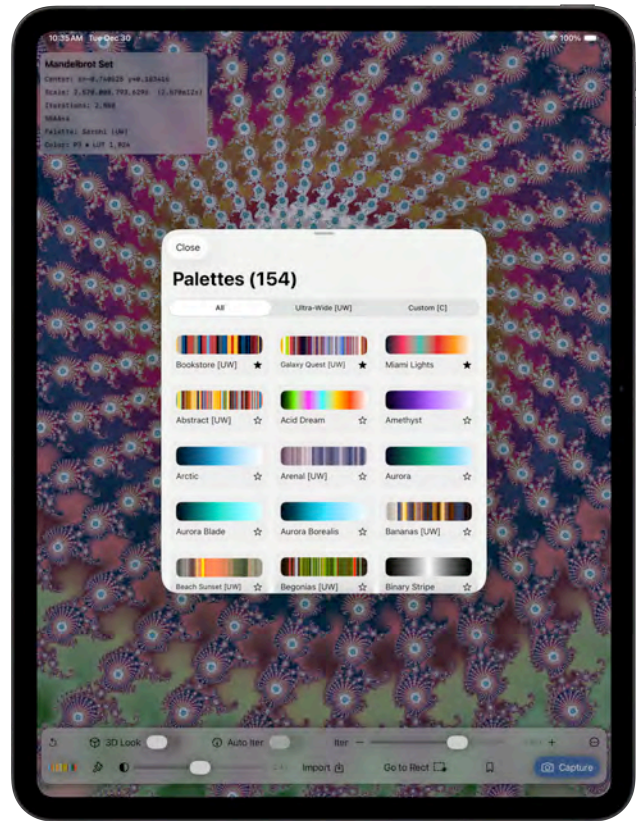 10:35 AM Tue Dec 30
100%
Mandelbrot Set
Iterations:
Palette:
Close
Palettes (154)
All
Ultra-Wide [UW]
Custom [C]
Bookstore [UW]
Galaxy Quest [UW]
Miami Lights
Abstract [UW]
Acid Dream
Amethyst
Arctic
Arenal [UW]
Aurora
Aurora Blade
Aurora Borealis
Bananas [UW]
Beach Sunset [UW]
Begonias [UW]
Binary Stripe
3D Look
Auto Iter
Iter
Import
Go to Rect
Capture